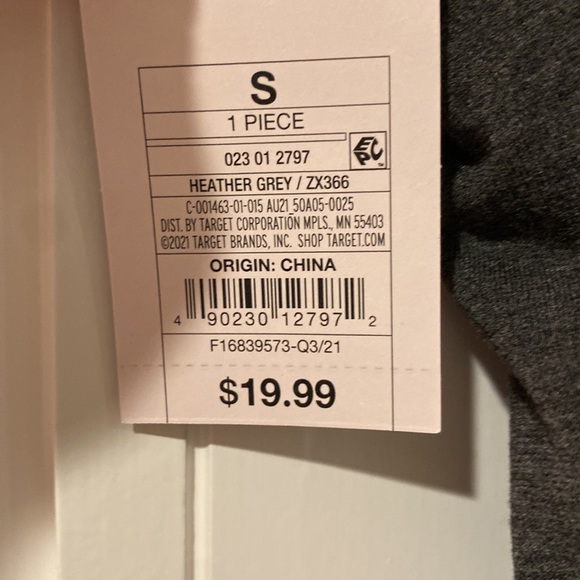 S
1 PIECE
023 01 2797
EPC
HEATHER GREY / ZX366
C-001463-01-015 AU21 50A05-0025
DIST. BY TARGET CORPORATION MPLS., MN 55403
©2021 TARGET BRANDS, INC. SHOP TARGET.COM
ORIGIN: CHINA
4 90230 12797 2
F16839573-Q3/21
$19.99